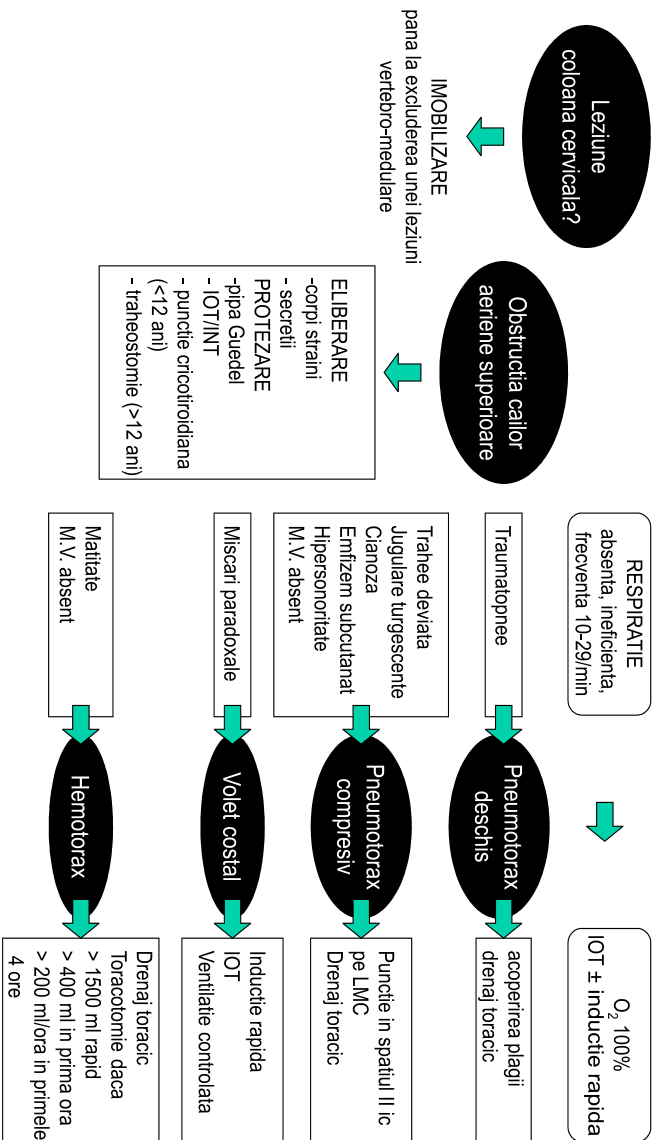 Leziune
coloana cervicala?
IMOBILIZARE
pana la excluderea unei leziuni
vertebro-medulare
Obstructia cailor
aeriene superioare
ELIBERARE
-corpi straini
- secretii
PROTEZARE
-pipa Guedel
- IOT/INT
- punctie cricotiroidiana
(<12 ani)
- traheostomie (>12 ani)
RESPIRATIE
absenta, ineficienta,
frecventa 10-29/min
O2 100%
IOT ± inductie rapida
Traumatopnee
Pneumotorax
deschis
acoperirea plagii
drenaj toracic
Trahee deviata
Jugulare turgescente
Cianoza
Emfizem subcutanat
Hipersonoritate
M.V. absent
Pneumotorax
compresiv
Punctie in spatiul II ic
pe LMC
Drenaj toracic
Miscari paradoxale
Volet costal
Inductie rapida
IOT
Ventilatie controlata
Matitate
M.V. absent
Hemotorax
Drenaj toracic
Toracotomie daca
> 1500 ml rapid
> 400 ml in prima ora
> 200 ml/ora in primele
4 ore